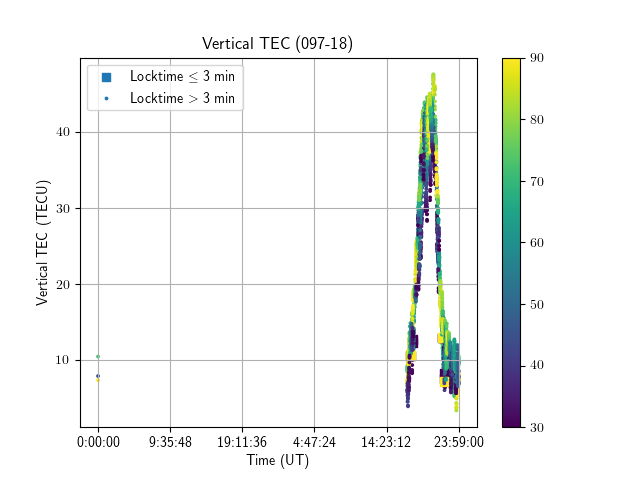 Vertical TEC (097-18)
Locktime ≤ 3 min
Locktime > 3 min
Vertical TEC (TECU)
40
30
20
10
0:00:00 9:35:48 19:11:36 4:47:24 14:23:12 23:59:00
Time (UT)
90
80
70
60
50
40
30